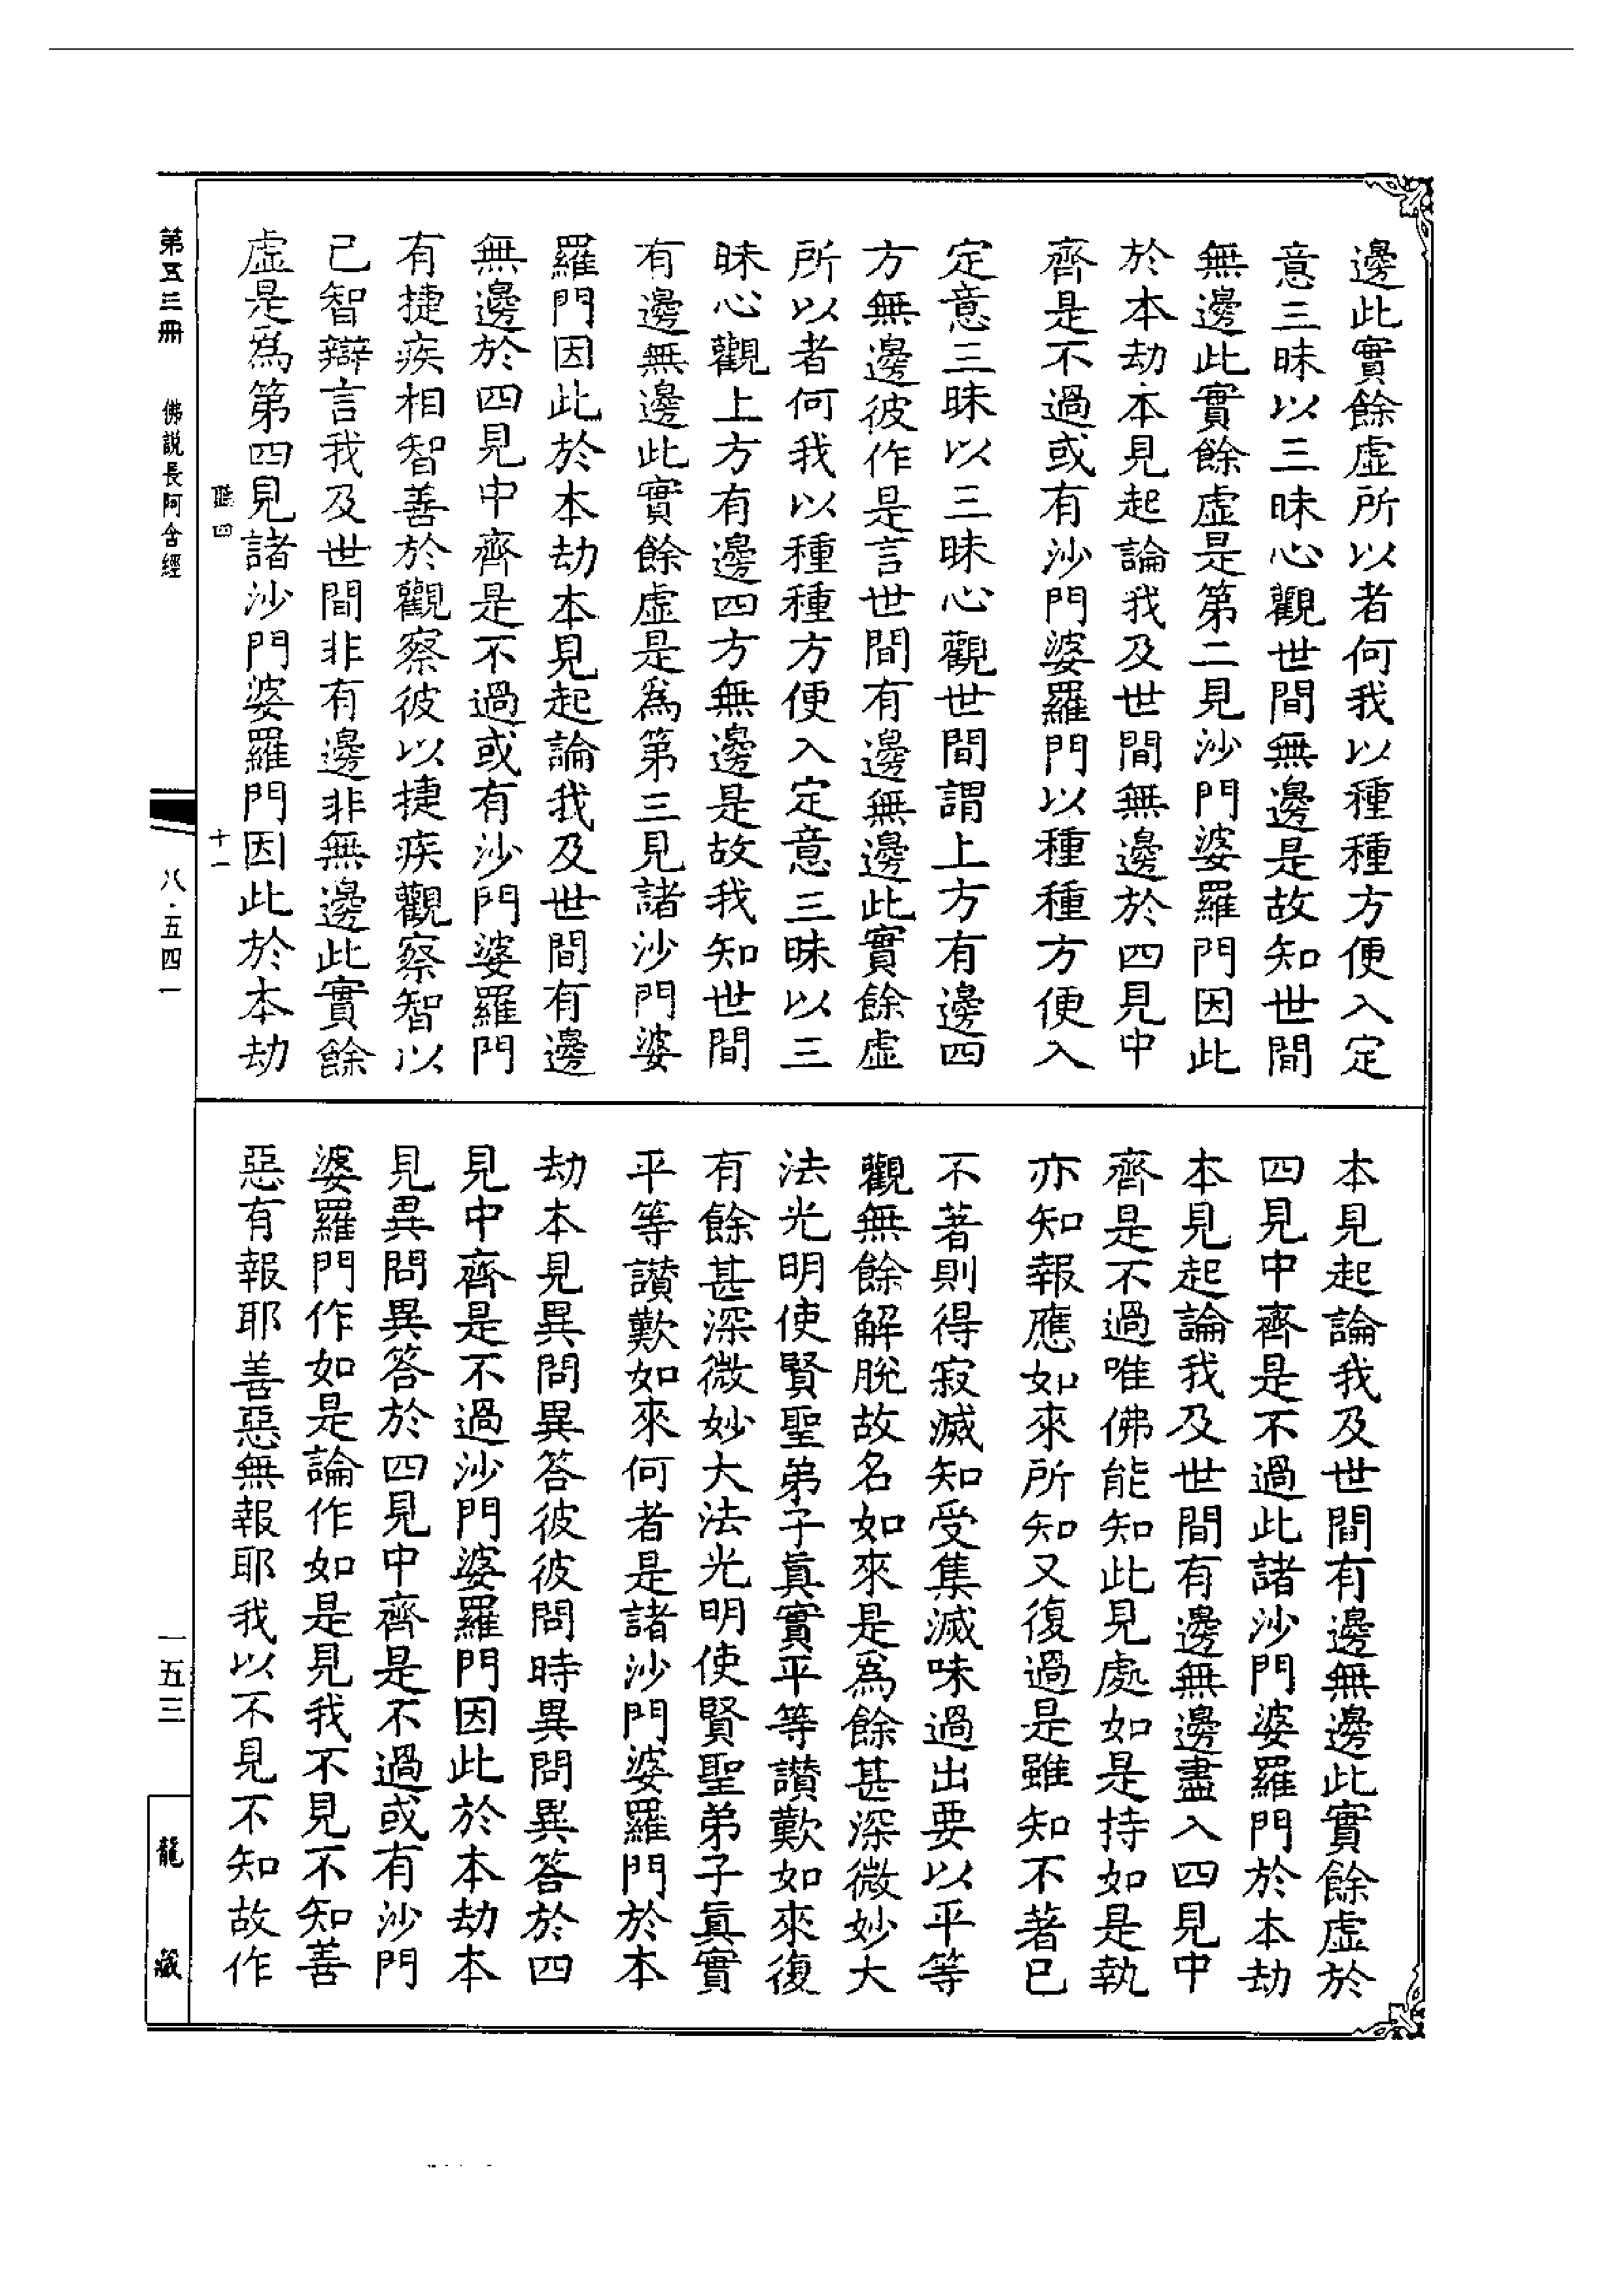 邊此實餘虛所以者何我以種種方便入定
意三昧以三昧心觀世間無邊是故知世間
無邊此實餘虛是第二見沙門婆羅門因此
於本劫本見起論我及世間無邊於四見中
齊是不過或有沙門婆羅門以種種方便入
定意三昧以三昧心觀世間謂上方有邊四
方無邊彼作是言世間有邊無邊此實餘虛
所以者何我以種種方便入定意三昧以三
昧心觀上方有邊四方無邊是故我知世間
有邊無邊此實餘虛是爲第三見諸沙門婆
羅門因此於本劫本見起論我及世間有邊
無邊於四見中齊是不過或有沙門婆羅門
有捷疾相智善於觀察彼以捷疾觀察智以
己智辯言我及世間非有邊非無邊此實餘
虛是爲第四見諸沙門婆羅門因此於本劫
聽四 十一
本見起論我及世間有邊無邊此實餘虛於
四見中齊是不過此諸沙門婆羅門於本劫
本見起論我及世間有邊無邊盡入四見中
齊是不過唯佛能知此見處如是持如是執
亦知報應如來所知又復過是雖知不著已
不著則得寂滅知受集滅味過出要以平等
觀無餘解脫故名如來是爲餘甚深微妙大
法光明使賢聖弟子真實平等讃歎如來復
有餘甚深微妙大法光明使賢聖弟子真實
平等讃歎如來何者是諸沙門婆羅門於本
劫本見異問異答彼彼問時異問異答於四
見中齊是不過沙門婆羅門因此於本劫本
見異問異答於四見中齊是不過或有沙門
婆羅門作如是論作如是見我不見不知善
惡有報耶善惡無報耶我以不見不知故作
第五三冊 佛説長阿含經 八·五四一 一五三 龍藏